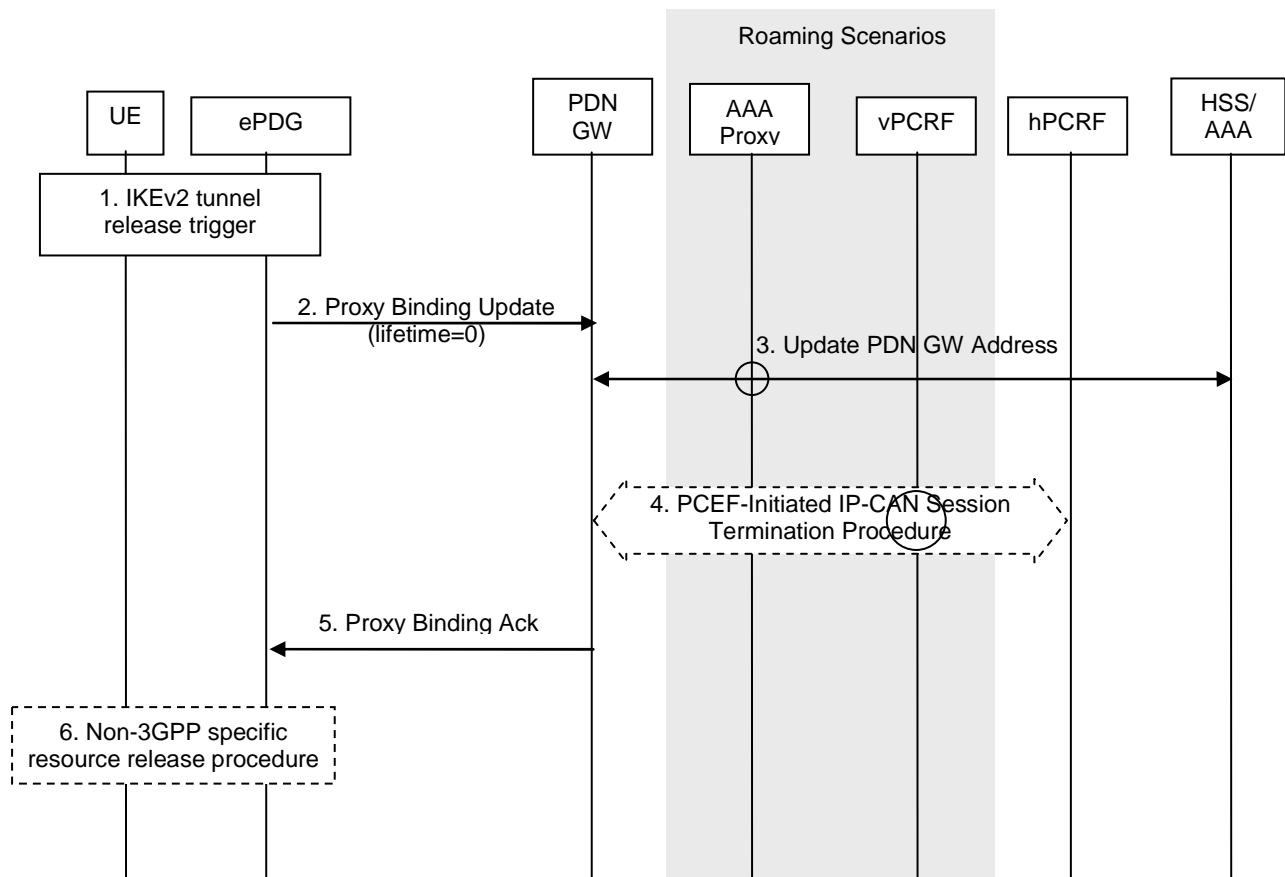 Roaming Scenarios
UE
ePDG
PDN
GW
AAA
Proxy
vPCRF
hPCRF
HSS/
AAA
1. IKEv2 tunnel
release trigger
2. Proxy Binding Update
(lifetime=0)
3. Update PDN GW Address
4. PCEF-Initiated IP-CAN Session
Termination Procedure
5. Proxy Binding Ack
6. Non-3GPP specific
resource release procedure